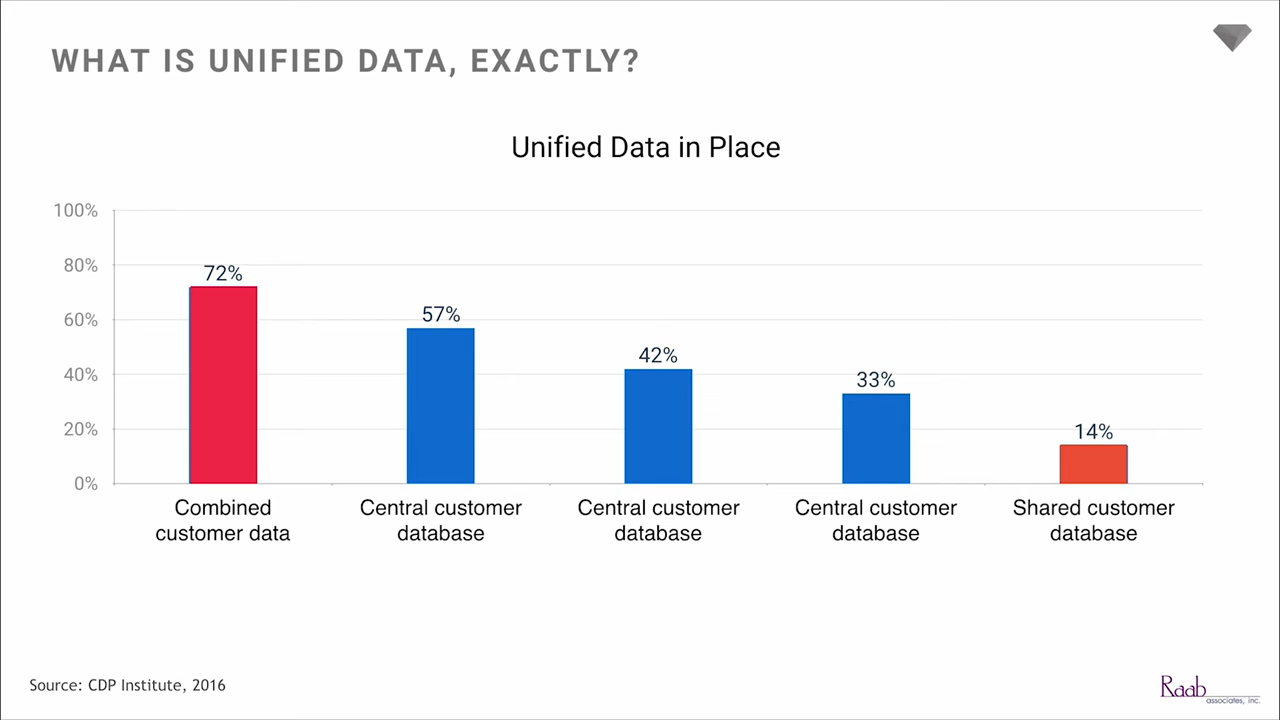 WHAT IS UNIFIED DATA, EXACTLY?
Unified Data in Place
100%
80%
60%
40%
20%
0%
72%
57%
42%
33%
14%
Combined
customer data
Central customer
database
Central customer
database
Central customer
database
Shared customer
database
Source: CDP Institute, 2016
Raab
associates, inc.